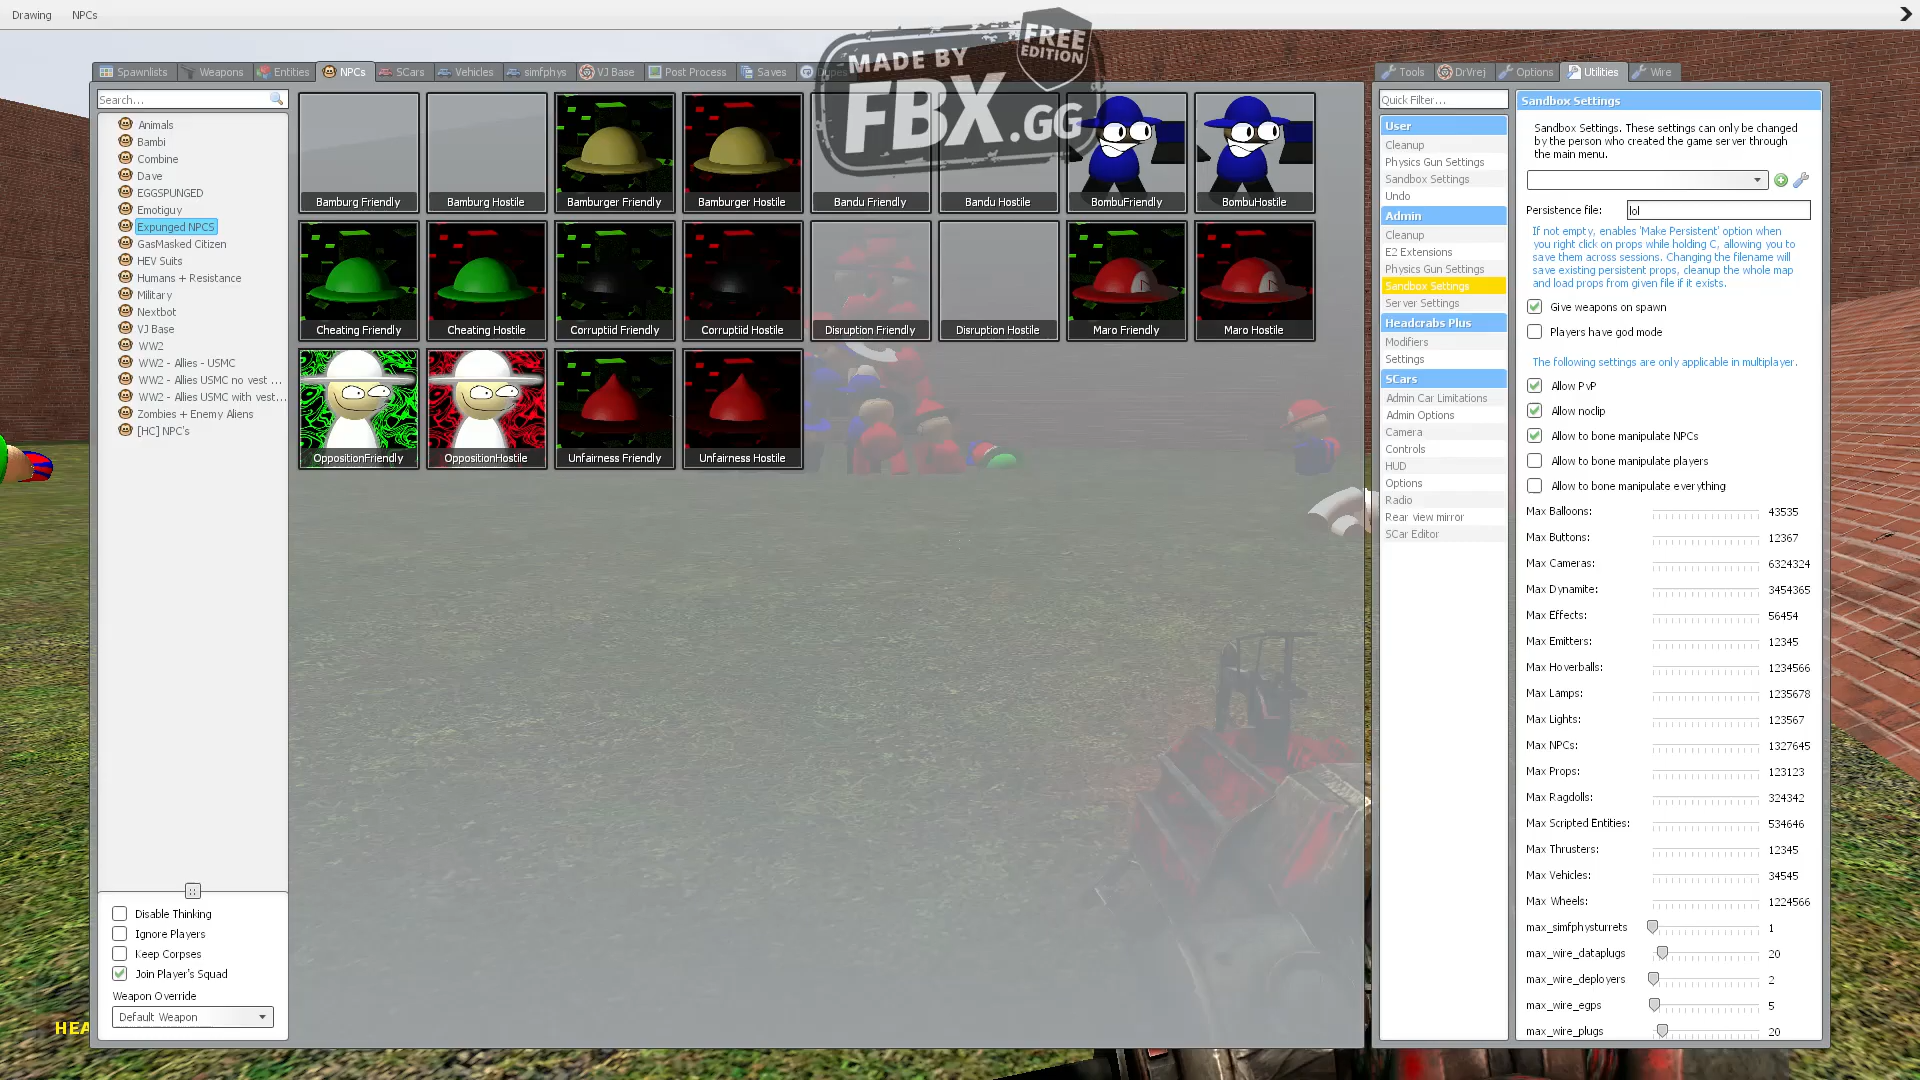 Drawing NPCs
MADE BY
FREE EDITION
FBX.GG
Spawnlists Weapons Entities NPCs SCars Vehicles simfphys VJ Base Post Process Saves Dupes
Search...
Animals
Bambi
Combine
Dave
EGGSPUNGED
Emotiguy
Expunged NPCS
GasMasked Citizen
HEV Suits
Humans + Resistance
Military
Nextbot
VJ Base
WW2
WW2 - Allies - USMC
WW2 - Allies USMC no vest ...
WW2 - Allies USMC with vest...
Zombies + Enemy Aliens
[HC] NPC's
Disable Thinking
Ignore Players
Keep Corpses
Join Player's Squad
Weapon Override
Default Weapon
HEA
Bamburg Friendly Bamburg Hostile Bamburger Friendly Bamburger Hostile Bandu Friendly Bandu Hostile BombuFriendly BombuHostile
Cheating Friendly Cheating Hostile Corruptiid Friendly Corruptiid Hostile Disruption Friendly Disruption Hostile Maro Friendly Maro Hostile
OppositionFriendly OppositionHostile Unfairness Friendly Unfairness Hostile
Tools DrVrej Options Utilities Wire
Quick Filter...
User
Cleanup
Physics Gun Settings
Sandbox Settings
Undo
Admin
Cleanup
E2 Extensions
Physics Gun Settings
Sandbox Settings
Server Settings
Headcrabs Plus
Modifiers
Settings
SCars
Admin Car Limitations
Admin Options
Camera
Controls
HUD
Options
Radio
Rear view mirror
SCar Editor
Sandbox Settings
Sandbox Settings. These settings can only be changed
by the person who created the game server through
the main menu.
Persistence file: lol
If not empty, enables 'Make Persistent' option when
you right click on props while holding C, allowing you to
save them across sessions. Changing the filename will
save existing persistent props, cleanup the whole map
and load props from given file if it exists.
Give weapons on spawn
Players have god mode
The following settings are only applicable in multiplayer.
Allow PvP
Allow noclip
Allow to bone manipulate NPCs
Allow to bone manipulate players
Allow to bone manipulate everything
Max Balloons: 43535
Max Buttons: 12367
Max Cameras: 6324324
Max Dynamite: 3454365
Max Effects: 56454
Max Emitters: 12345
Max Hoverballs: 1234566
Max Lamps: 1235678
Max Lights: 123567
Max NPCs: 1327645
Max Props: 123123
Max Ragdolls: 324342
Max Scripted Entities: 534646
Max Thrusters: 12345
Max Vehicles: 34545
Max Wheels: 1224566
max_simfphysturrets 1
max_wire_dataplugs 20
max_wire_deployers 2
max_wire_egps 5
max_wire_plugs 20